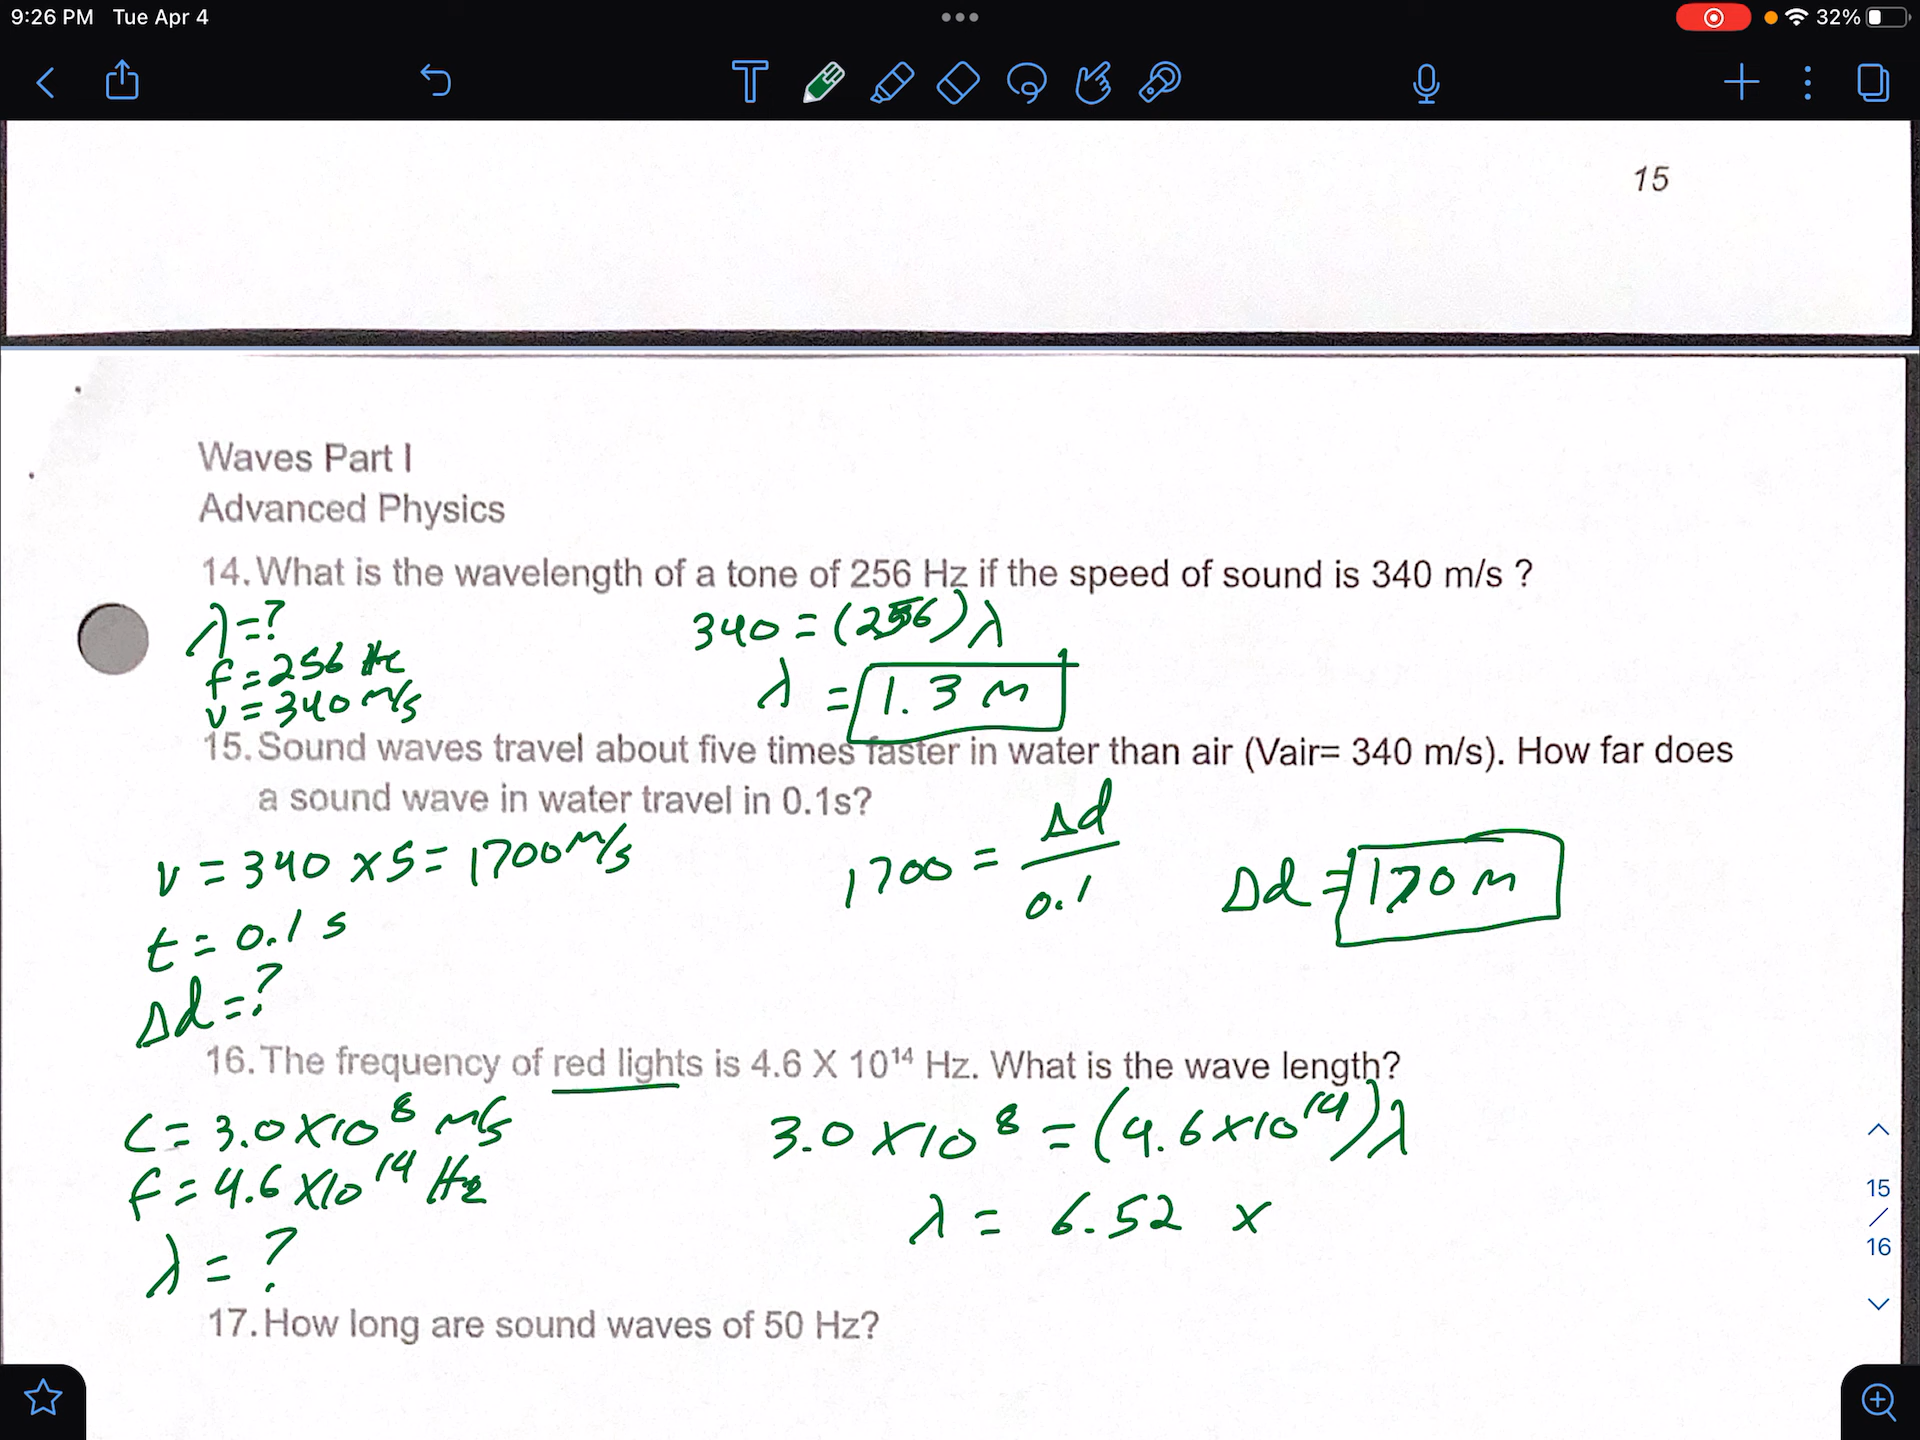 9:26 PM Tue Apr 4
32%
T
15
Waves Part I
Advanced Physics
14. What is the wavelength of a tone of 256 Hz if the speed of sound is 340 m/s ?
λ=?
f=256 Hz
v=340 m/s
340=(256)λ
λ=1.3 m
15. Sound waves travel about five times faster in water than air (Vair= 340 m/s). How far does
a sound wave in water travel in 0.1s?
v=340 x5=1700 m/s
t=0.1 s
Δd=?
1700 = Δd
0.1
Δd=170 m
16. The frequency of red lights is 4.6 X 10¹⁴ Hz. What is the wave length?
C=3.0X10⁸ m/s
f=4.6X10¹⁴ Hz
λ=?
3.0X10⁸=(4.6X10¹⁴)λ
λ= 6.52 x
17. How long are sound waves of 50 Hz?
15
/
16